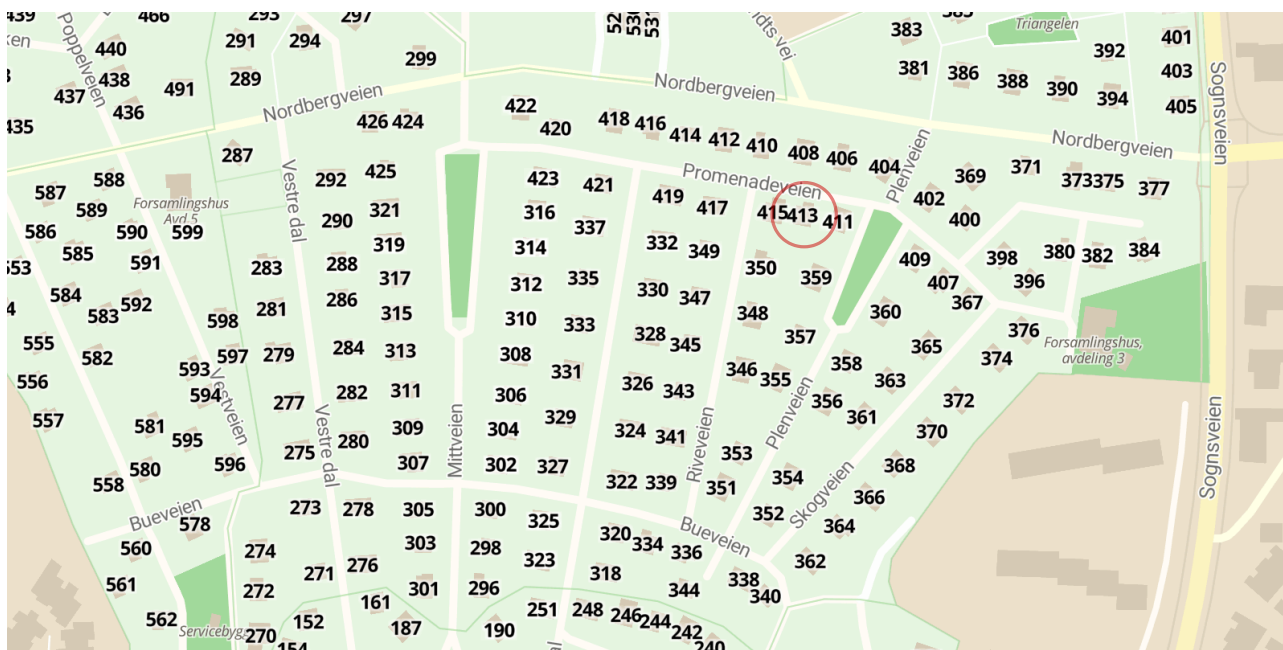 439 466 293 297 383 385 Triangelen
401
440 291 294 392
299
438 289 381 386 388 390 403
437 491 436 394 405
Poppelveien
Nordbergveien
Nordbergveien
Nordbergveien
Sognsveien
422 418 416 414 412 410 408 406 404
426 424 420
435 287
Promenadeveien
Plenveien
587 588 292 425 423 421 419 417 369 371 373 375 377
589 Forsamlingshus
Avd.5
290 321 316 337 415 413 411 402 400
586 590 599 319 314 332 349 409 398 380 382 384
585 591 283 288 317 312 335 350 359 407 396
553 584 592 286 330 347 367
583 598 281 315 310 333 348 360 376
555 597 279 284 313 308 328 345 357 365 374
Forsamlingshus,
avdeling 3
582 593 331 346 355 358 363
556 594 277 282 311 306 326 343 356 372
557 581 595 280 309 304 329 324 341 361 370
Vestre dal
Vestre dal
Vestveien
Mittveien
Riveveien
Plenveien
Skogveien
Sognsveien
580 596 275 307 302 327 353 354 368
558 322 339 351 366
Bueveien
Bueveien
578 273 278 305 300 325 352 364
560 274 303 298 320 334 336 362
561 271 276 323 318 338
272 301 296 344 340
562 161 251 248 246 244
Servicebyg
270 152 187 190 242
154 240